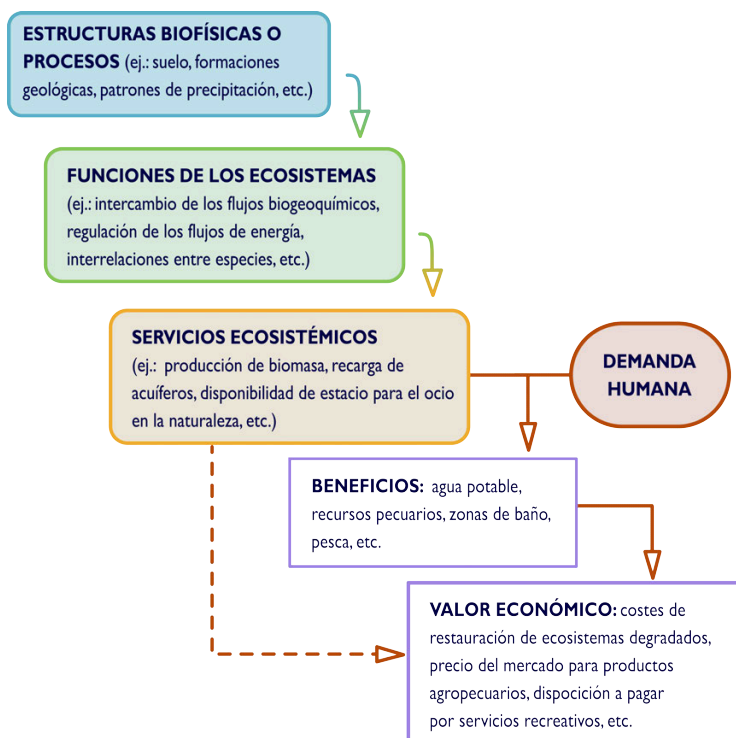 ESTRUCTURAS BIOFÍSICAS O
PROCESOS (ej.: suelo, formaciones
geológicas, patrones de precipitación, etc.)
FUNCIONES DE LOS ECOSISTEMAS
(ej.: intercambio de los flujos biogeoquímicos,
regulación de los flujos de energía,
interrelaciones entre especies, etc.)
SERVICIOS ECOSISTÉMICOS
(ej.: producción de biomasa, recarga de
acuíferos, disponibilidad de estacio para el ocio
en la naturaleza, etc.)
DEMANDA
HUMANA
BENEFICIOS: agua potable,
recursos pecuarios, zonas de baño,
pesca, etc.
VALOR ECONÓMICO: costes de
restauración de ecosistemas degradados,
precio del mercado para productos
agropecuarios, dispocición a pagar
por servicios recreativos, etc.